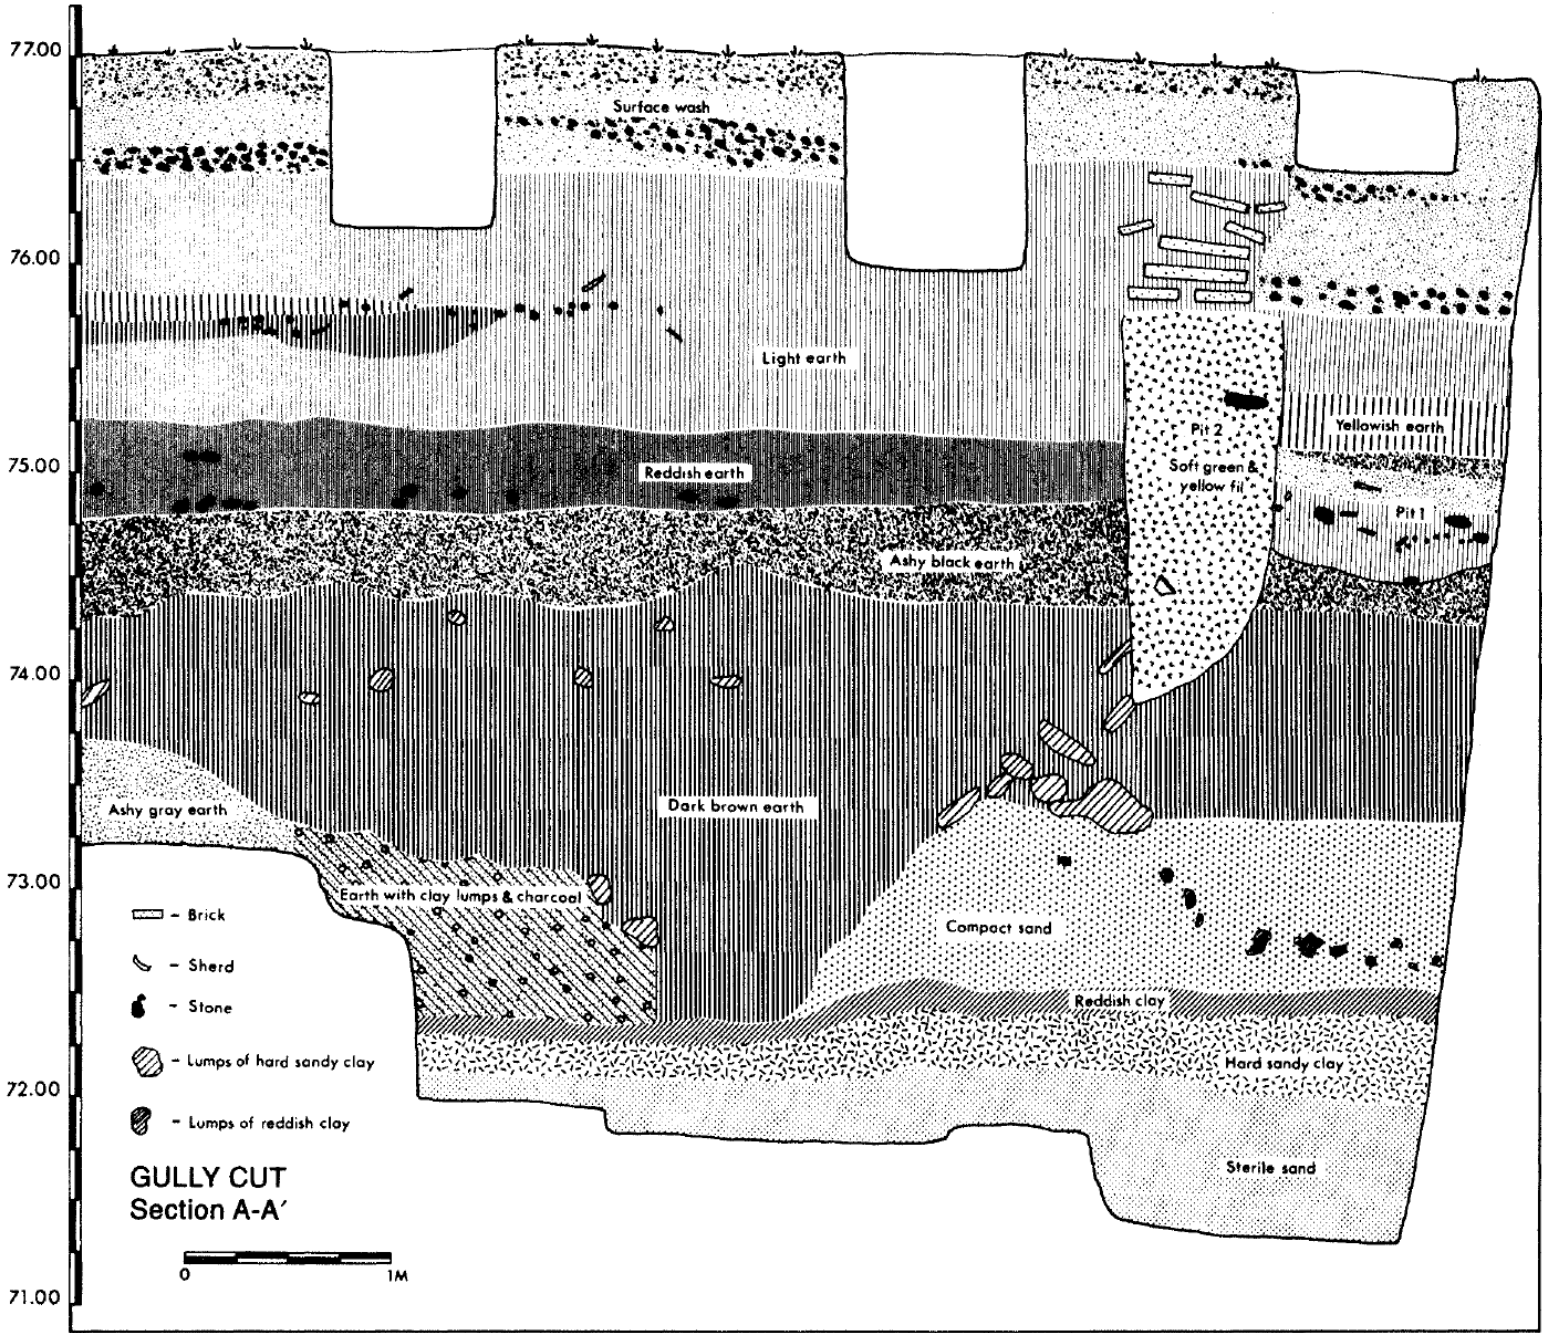 77.00
Surface wash
76.00
Light earth
Yellowish earth
Pit 2
75.00
Reddish earth
Soft green &
yellow fil
Pit 1
Ashy black earth
74.00
Ashy gray earth
Dark brown earth
73.00
Earth with clay lumps & charcoal
- Brick
Compact sand
- Sherd
- Stone
Reddish clay
- Lumps of hard sandy clay
Hard sandy clay
72.00
- Lumps of reddish clay
GULLY CUT
Sterile sand
Section A-A′
0 1M
71.00